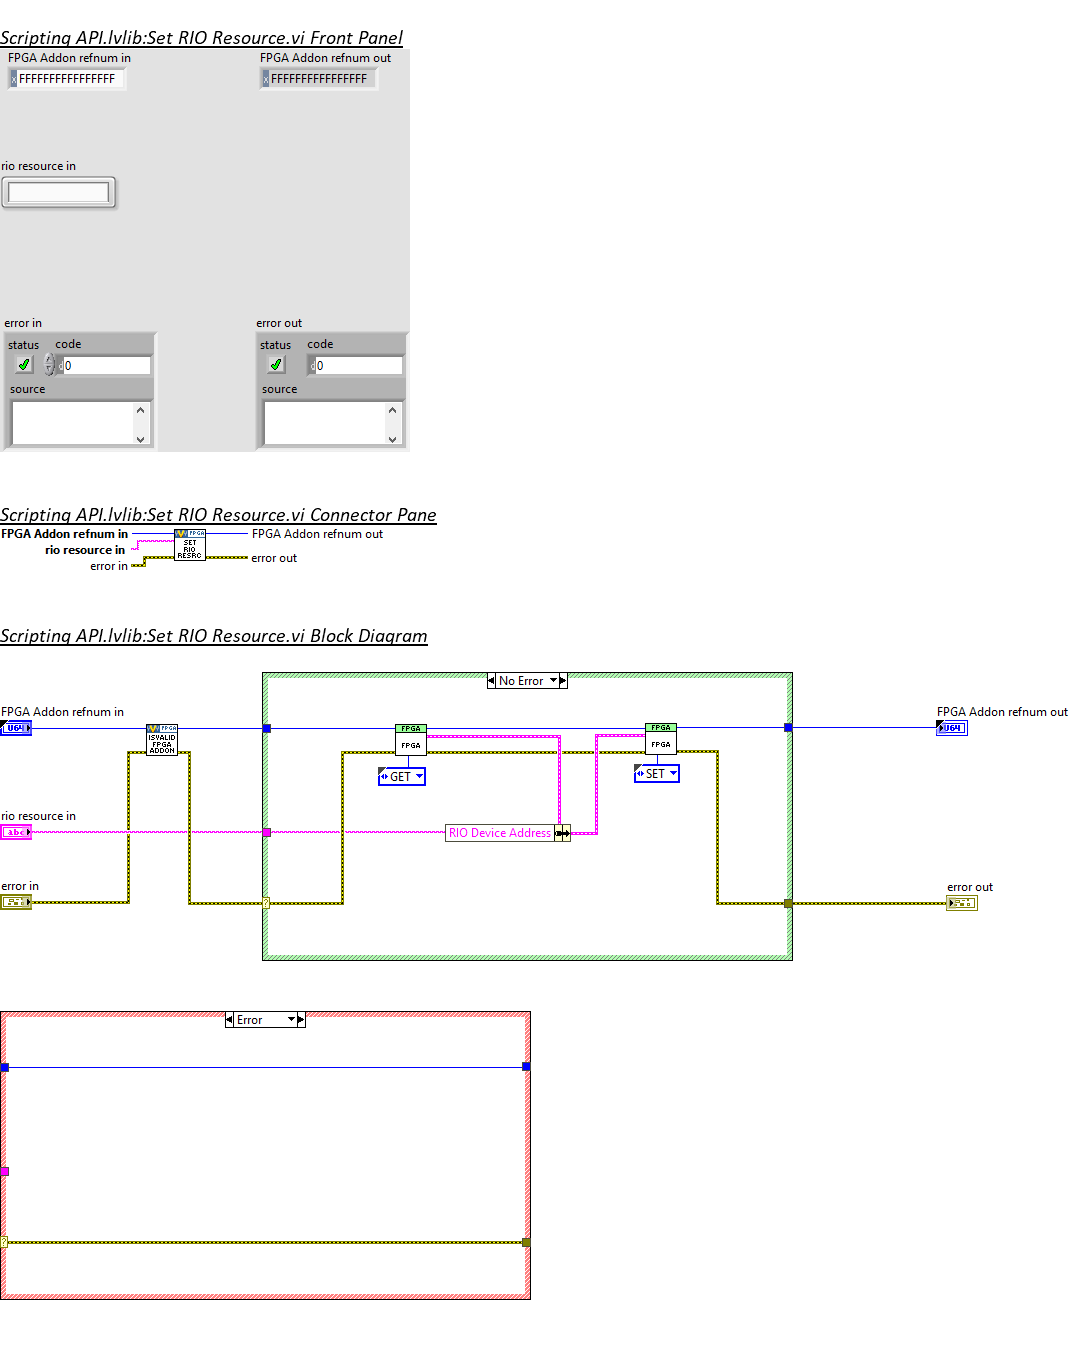 Scripting API.lvlib:Set RIO Resource.vi Front Panel
FPGA Addon refnum in
FPGA Addon refnum out
x FFFFFFFFFFFFFFFF
x FFFFFFFFFFFFFFFF
rio resource in
error in
error out
status code
status code
d 0
d 0
source
source
Scripting API.lvlib:Set RIO Resource.vi Connector Pane
FPGA Addon refnum in
FPGA
FPGA Addon refnum out
rio resource in
SET
RIO
RESRC
error in
error out
Scripting API.lvlib:Set RIO Resource.vi Block Diagram
No Error
FPGA Addon refnum in
FPGA Addon refnum out
U64
FPGA
ISVALID
FPGA
ADDON
FPGA
FPGA
FPGA
FPGA
U64
GET
SET
rio resource in
abc
RIO Device Address
error in
?
error out
Error
?